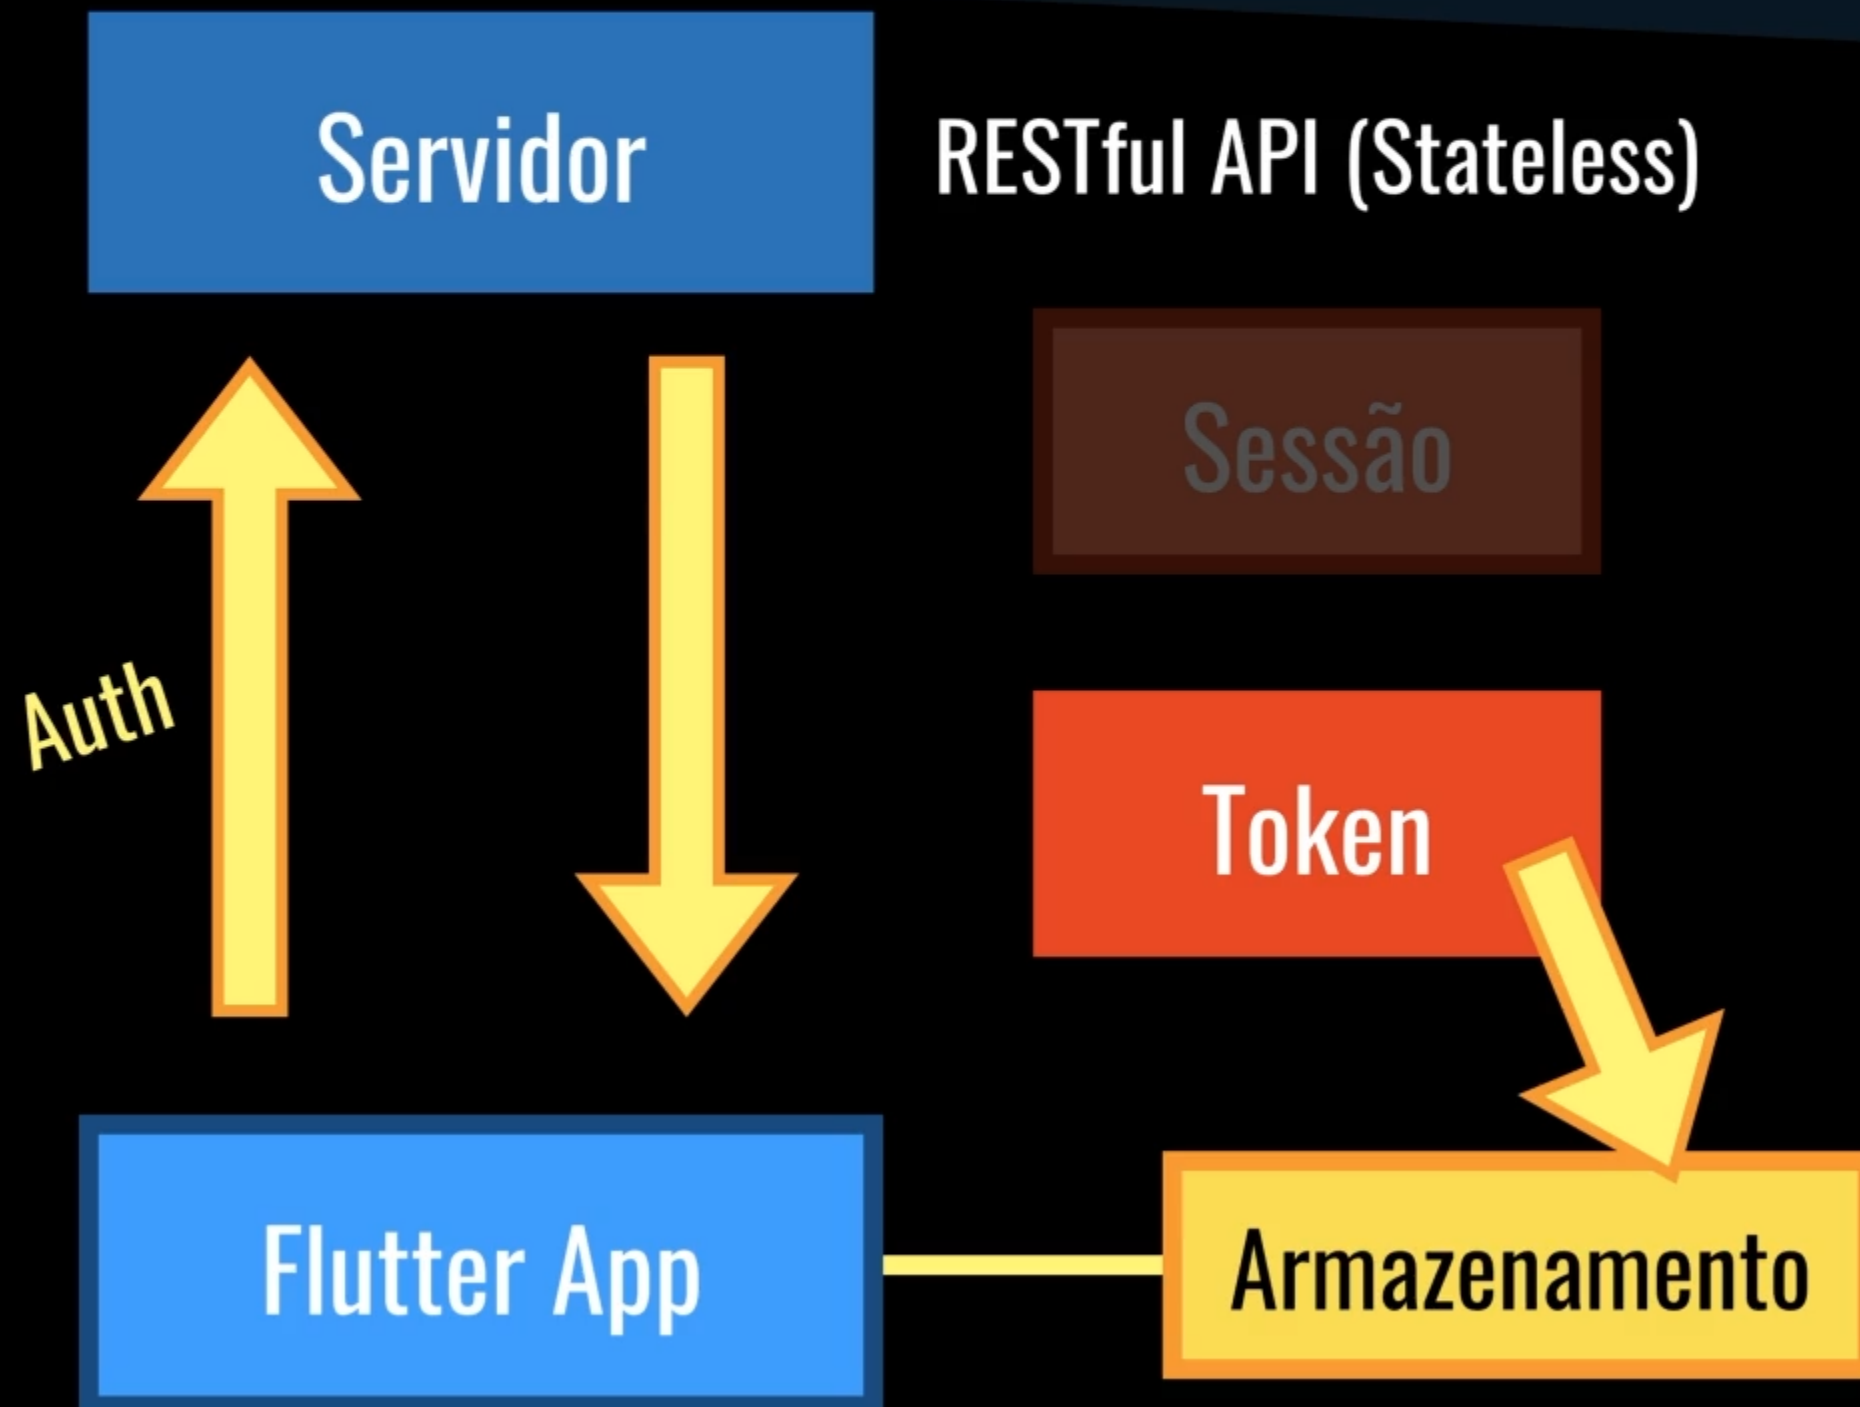 Servidor
RESTful API (Stateless)
Sessão
Auth
Token
Flutter App
Armazenamento